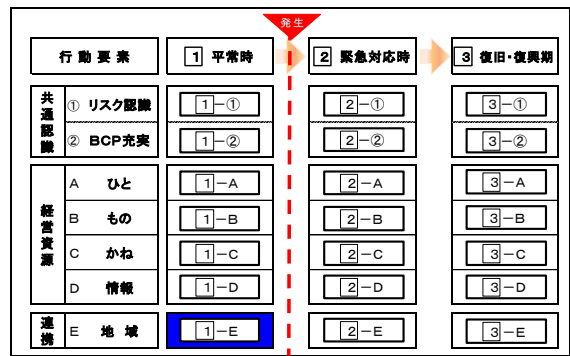 発生
行動要素 1 平常時 2 緊急対応時 3 復旧・復興期
共通認識
① リスク認識 1－① 2－① 3－①
② BCP充実 1－② 2－② 3－②
経営資源
A ひと 1－A 2－A 3－A
B もの 1－B 2－B 3－B
C かね 1－C 2－C 3－C
D 情報 1－D 2－D 3－D
連携
E 地域 1－E 2－E 3－E